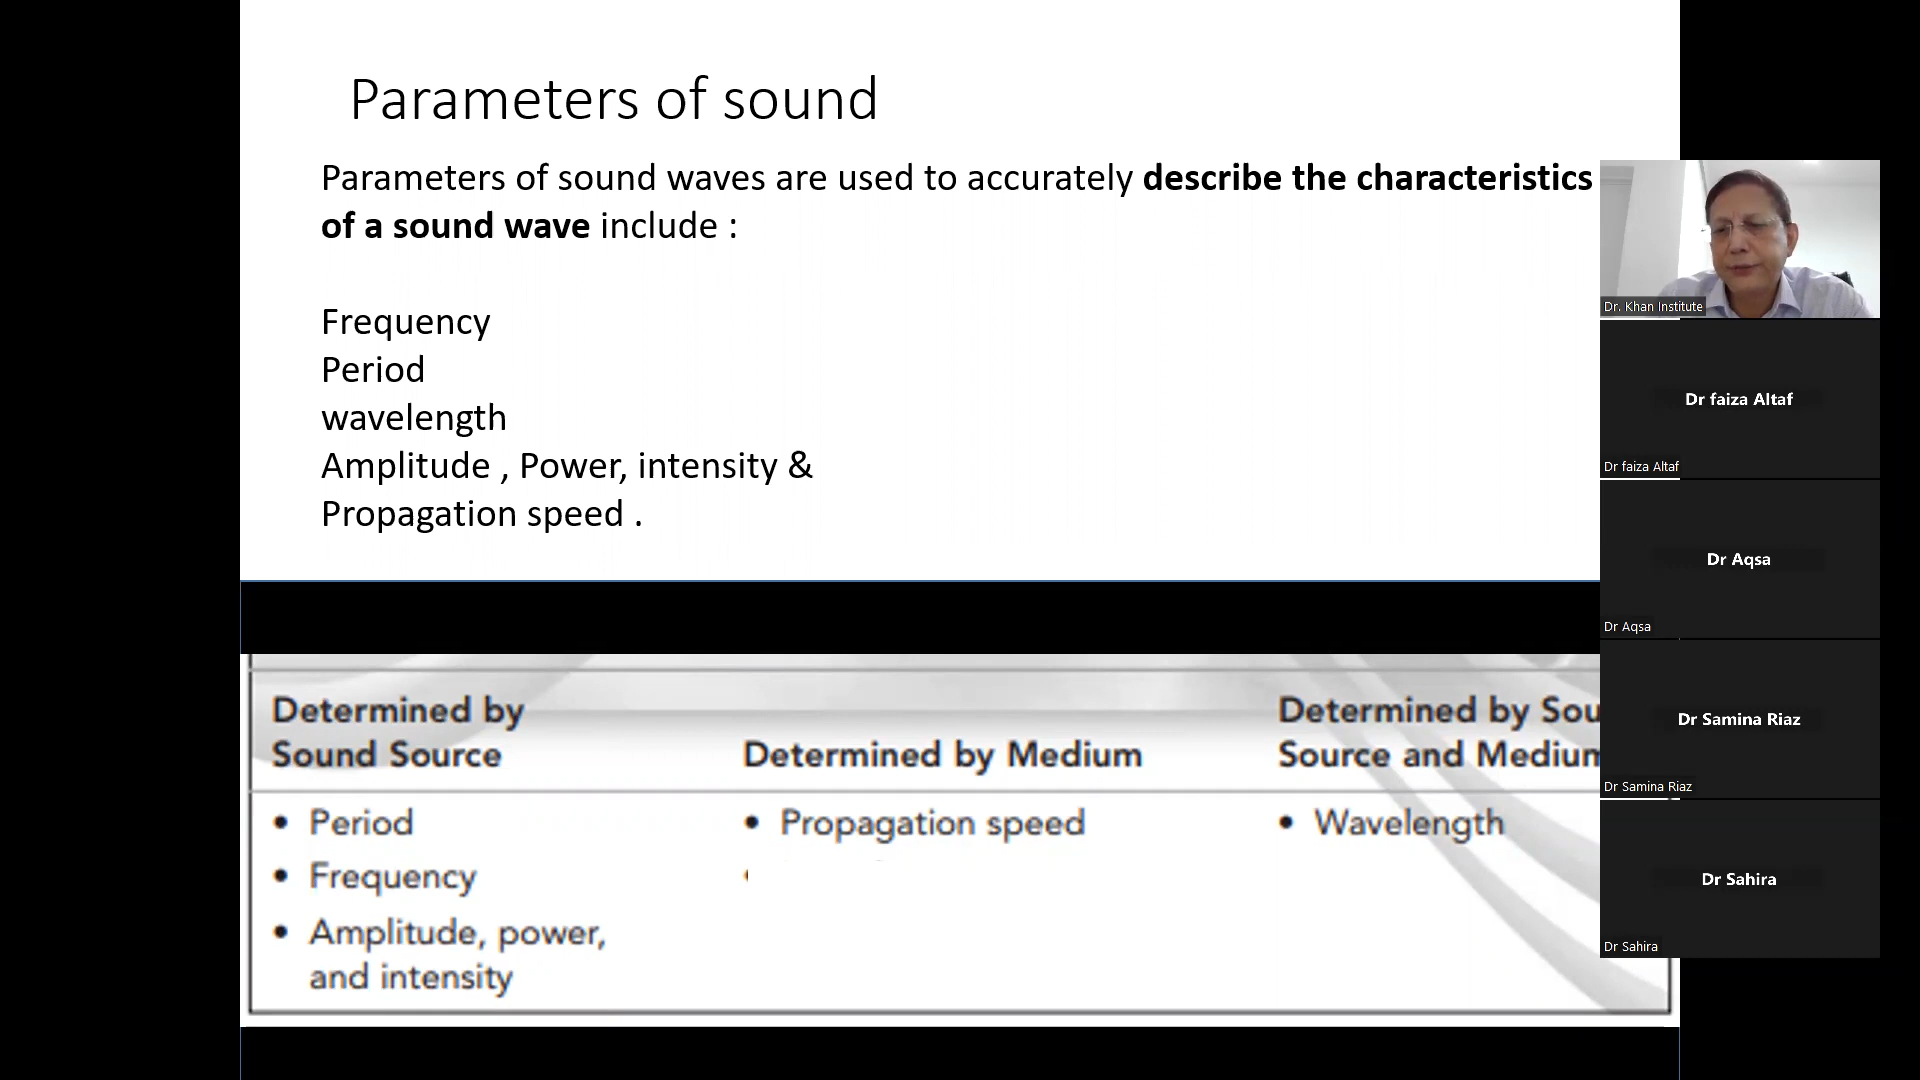 Parameters of sound
Parameters of sound waves are used to accurately describe the characteristics
of a sound wave include :
Frequency
Period
wavelength
Amplitude , Power, intensity &
Propagation speed .
Determined by
Sound Source
Determined by Medium
Determined by Sou
Source and Medium
• Period
• Frequency
• Amplitude, power,
and intensity
• Propagation speed
• Wavelength
Dr. Khan Institute
Dr faiza Altaf
Dr faiza Altaf
Dr Aqsa
Dr Aqsa
Dr Samina Riaz
Dr Samina Riaz
Dr Sahira
Dr Sahira